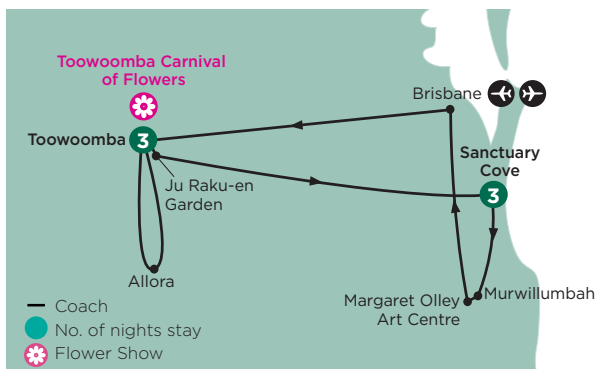 Toowoomba Carnival
of Flowers
Brisbane
Toowoomba
3
Sanctuary
Cove
3
Ju Raku-en
Garden
Allora
Murwillumbah
Margaret Olley
Art Centre
Coach
No. of nights stay
Flower Show